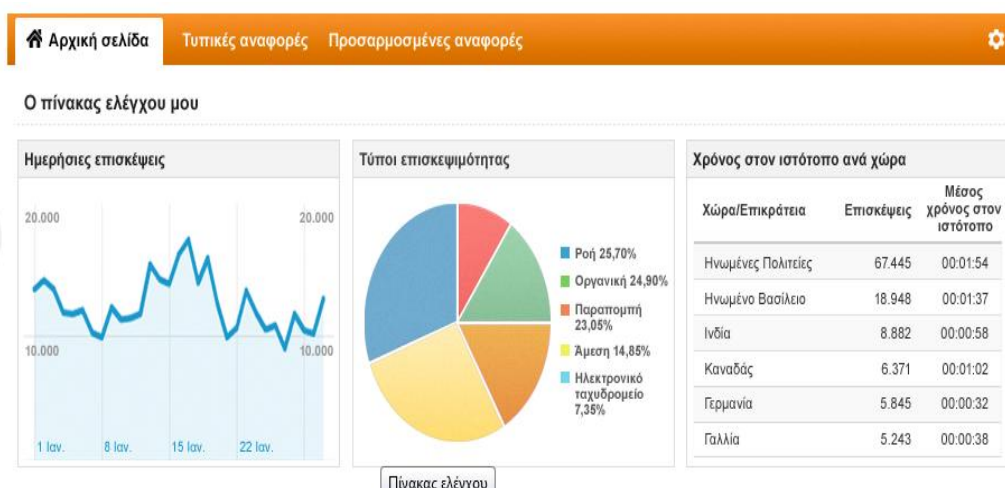 Αρχική σελίδα Τυπικές αναφορές Προσαρμοσμένες αναφορές
Ο πίνακας ελέγχου μου
Ημερήσιες επισκέψεις
20.000 20.000
10.000 10.000
1 Ιαν. 8 Ιαν. 15 Ιαν. 22 Ιαν.
Τύποι επισκεψιμότητας
Ροή 25,70%
Οργανική 24,90%
Παραπομπή
23,05%
Άμεση 14,85%
Ηλεκτρονικό
ταχυδρομείο
7,35%
Χρόνος στον ιστότοπο ανά χώρα
Χώρα/Επικράτεια Επισκέψεις Μέσος
χρόνος στον
ιστότοπο
Ηνωμένες Πολιτείες 67.445 00:01:54
Ηνωμένο Βασίλειο 18.948 00:01:37
Ινδία 8.882 00:00:58
Καναδάς 6.371 00:01:02
Γερμανία 5.845 00:00:32
Γαλλία 5.243 00:00:38
Πίνακας ελέγχου